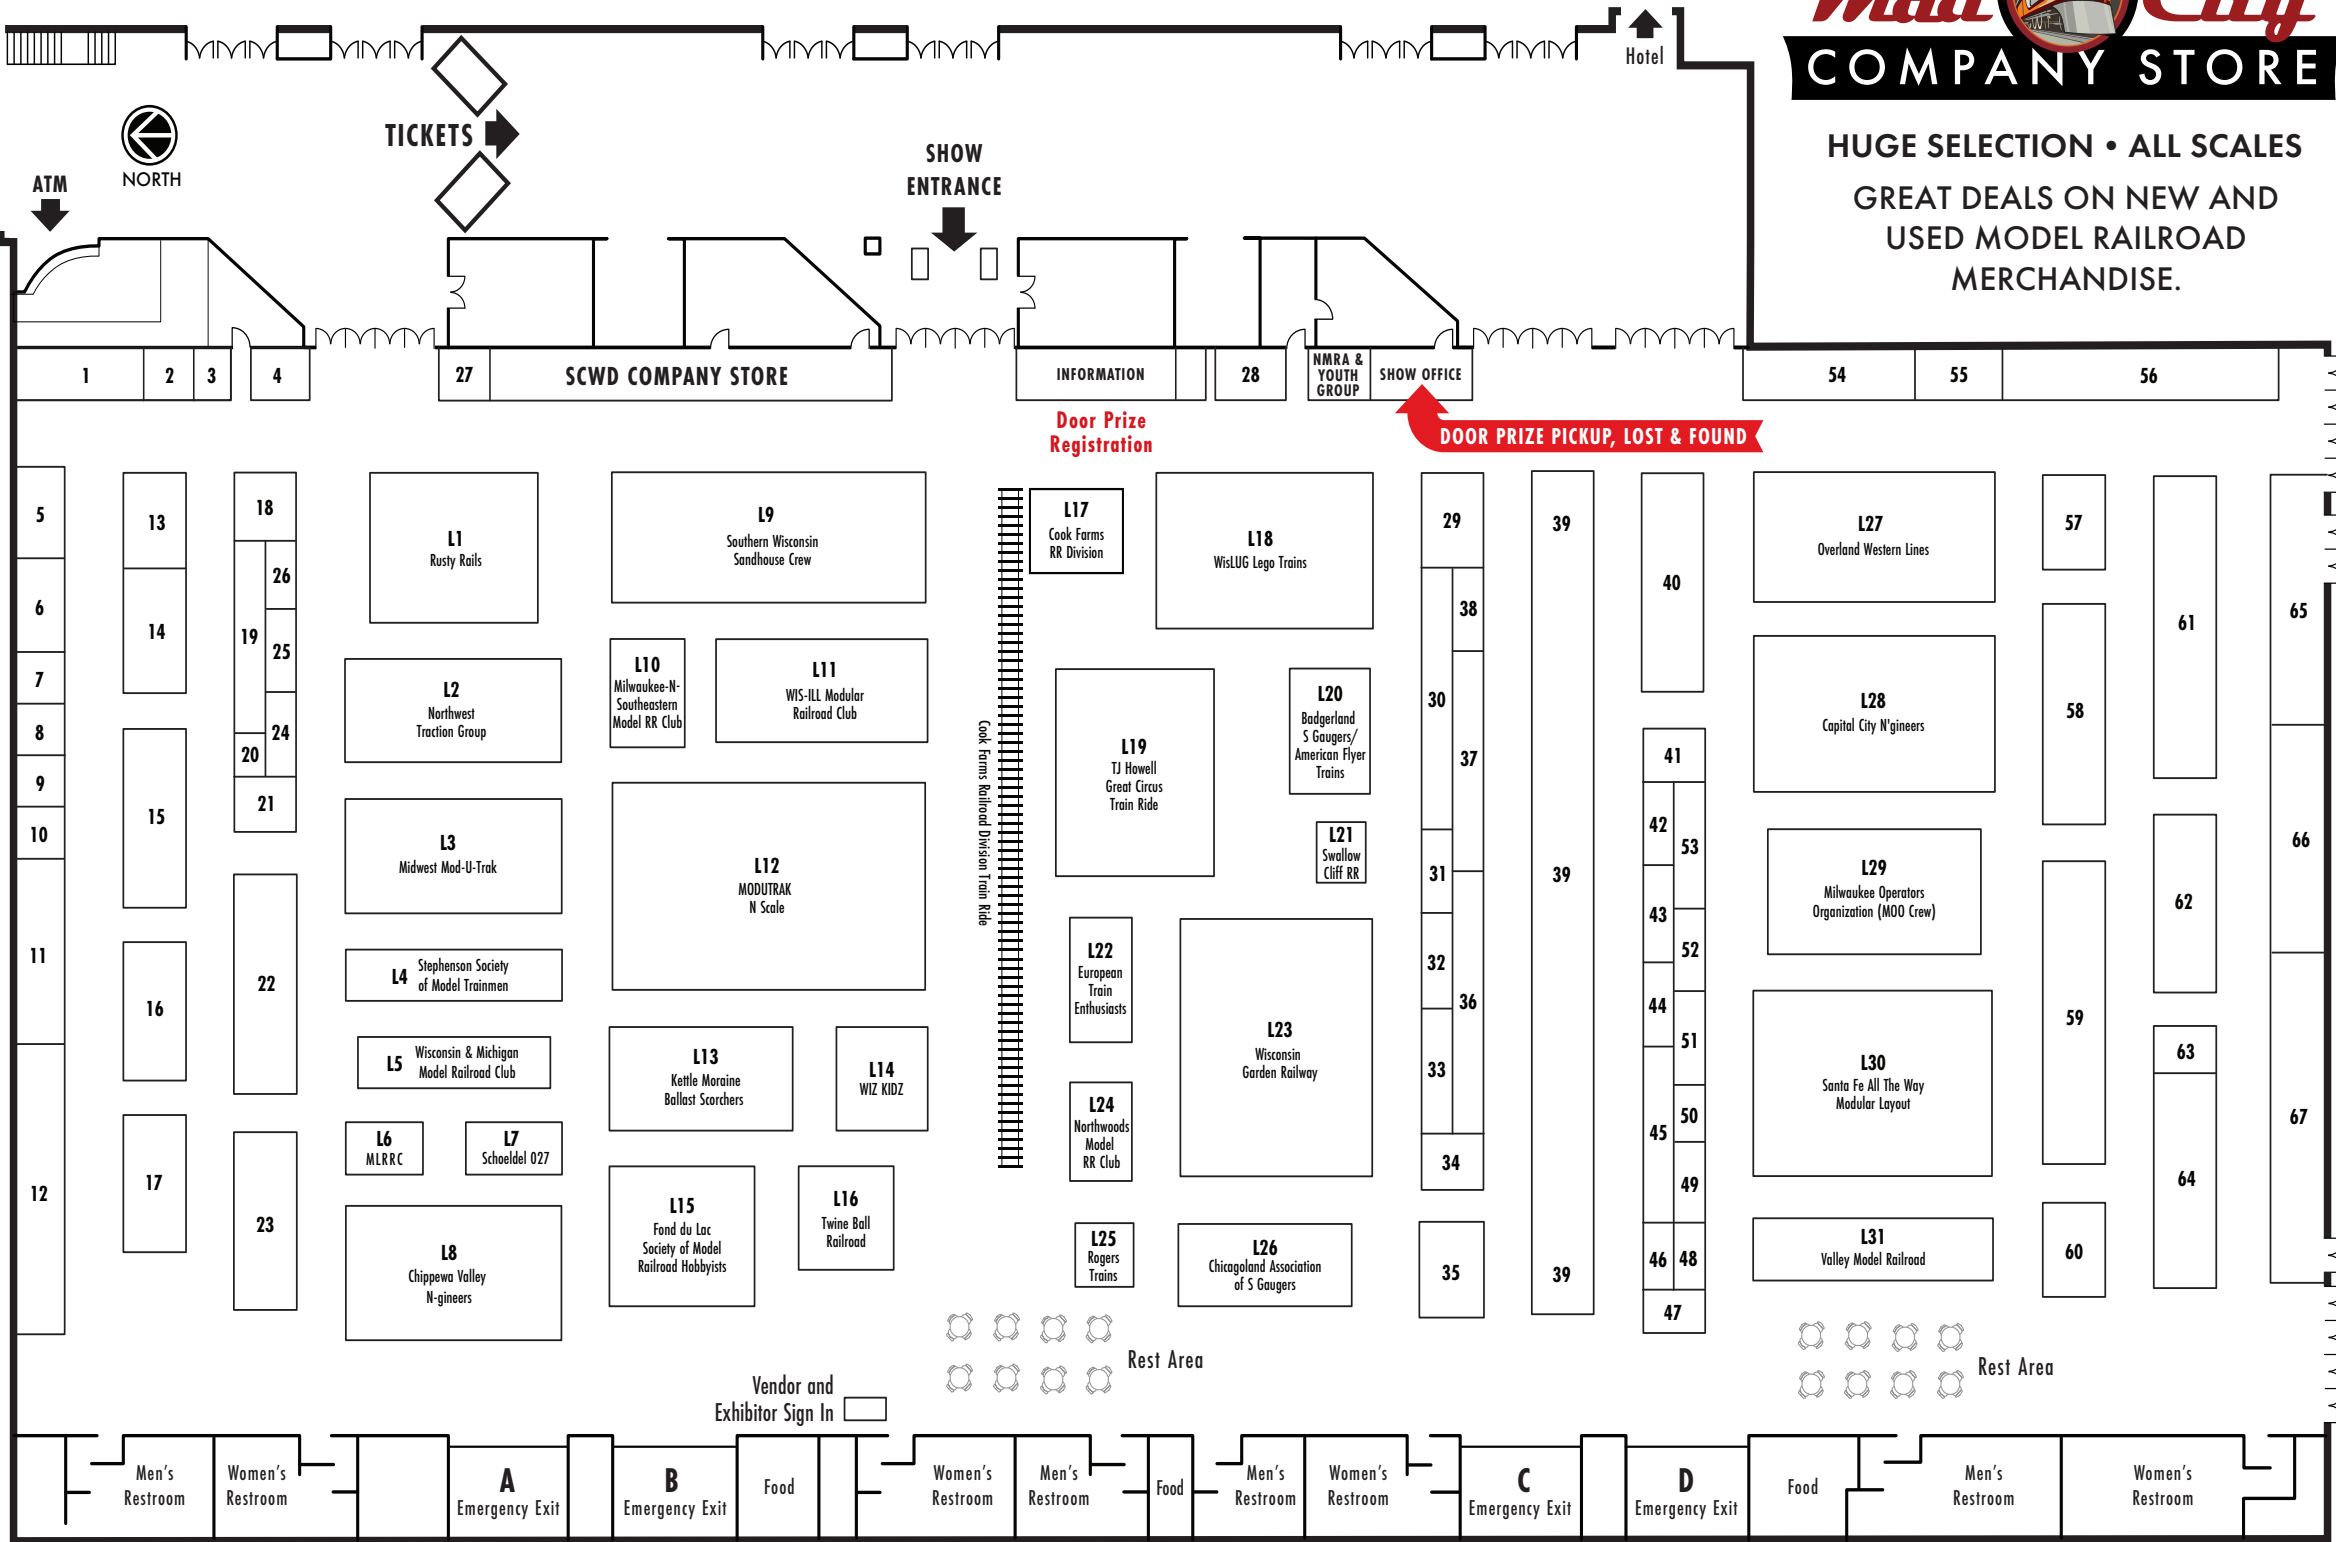 Mad City
COMPANY STORE
HUGE SELECTION • ALL SCALES
GREAT DEALS ON NEW AND
USED MODEL RAILROAD
MERCHANDISE.
Hotel
TICKETS
NORTH
ATM
SHOW
ENTRANCE
1
2
3
4
27
SCWD COMPANY STORE
INFORMATION
28
NMRA &
YOUTH
GROUP
SHOW OFFICE
54
55
56
Door Prize
Registration
DOOR PRIZE PICKUP, LOST & FOUND
5
6
7
8
9
10
11
12
13
14
15
16
17
18
19
20
21
22
23
24
25
26
L1
Rusty Rails
L2
Northwest
Traction Group
L3
Midwest Mod-U-Trak
L4
Stephenson Society
of Model Trainmen
L5
Wisconsin & Michigan
Model Railroad Club
L6
MLRRC
L7
Schoeldel 027
L8
Chippewa Valley
N-gineers
L9
Southern Wisconsin
Sandhouse Crew
L10
Milwaukee-N-
Southeastern
Model RR Club
L11
WIS-ILL Modular
Railroad Club
L12
MODUTRAK
N Scale
L13
Kettle Moraine
Ballast Scorchers
L14
WIZ KIDZ
L15
Fond du Lac
Society of Model
Railroad Hobbyists
L16
Twine Ball
Railroad
Cook Farms Railroad Division Train Ride
L17
Cook Farms
RR Division
L18
WisLUG Lego Trains
L19
TJ Howell
Great Circus
Train Ride
L20
Badgerland
S Gaugers/
American Flyer
Trains
L21
Swallow
Cliff RR
L22
European
Train
Enthusiasts
L23
Wisconsin
Garden Railway
L24
Northwoods
Model
RR Club
L25
Rogers
Trains
L26
Chicagoland Association
of S Gaugers
29
30
31
32
33
34
35
36
37
38
39
39
39
40
41
42
43
44
45
46
47
48
49
50
51
52
53
L27
Overland Western Lines
L28
Capital City N'gineers
L29
Milwaukee Operators
Organization (MOO Crew)
L30
Santa Fe All The Way
Modular Layout
L31
Valley Model Railroad
57
58
59
60
61
62
63
64
65
66
67
Rest Area
Rest Area
Vendor and
Exhibitor Sign In
Men's
Restroom
Women's
Restroom
A
Emergency Exit
B
Emergency Exit
Food
Women's
Restroom
Men's
Restroom
Food
Men's
Restroom
Women's
Restroom
C
Emergency Exit
D
Emergency Exit
Food
Men's
Restroom
Women's
Restroom